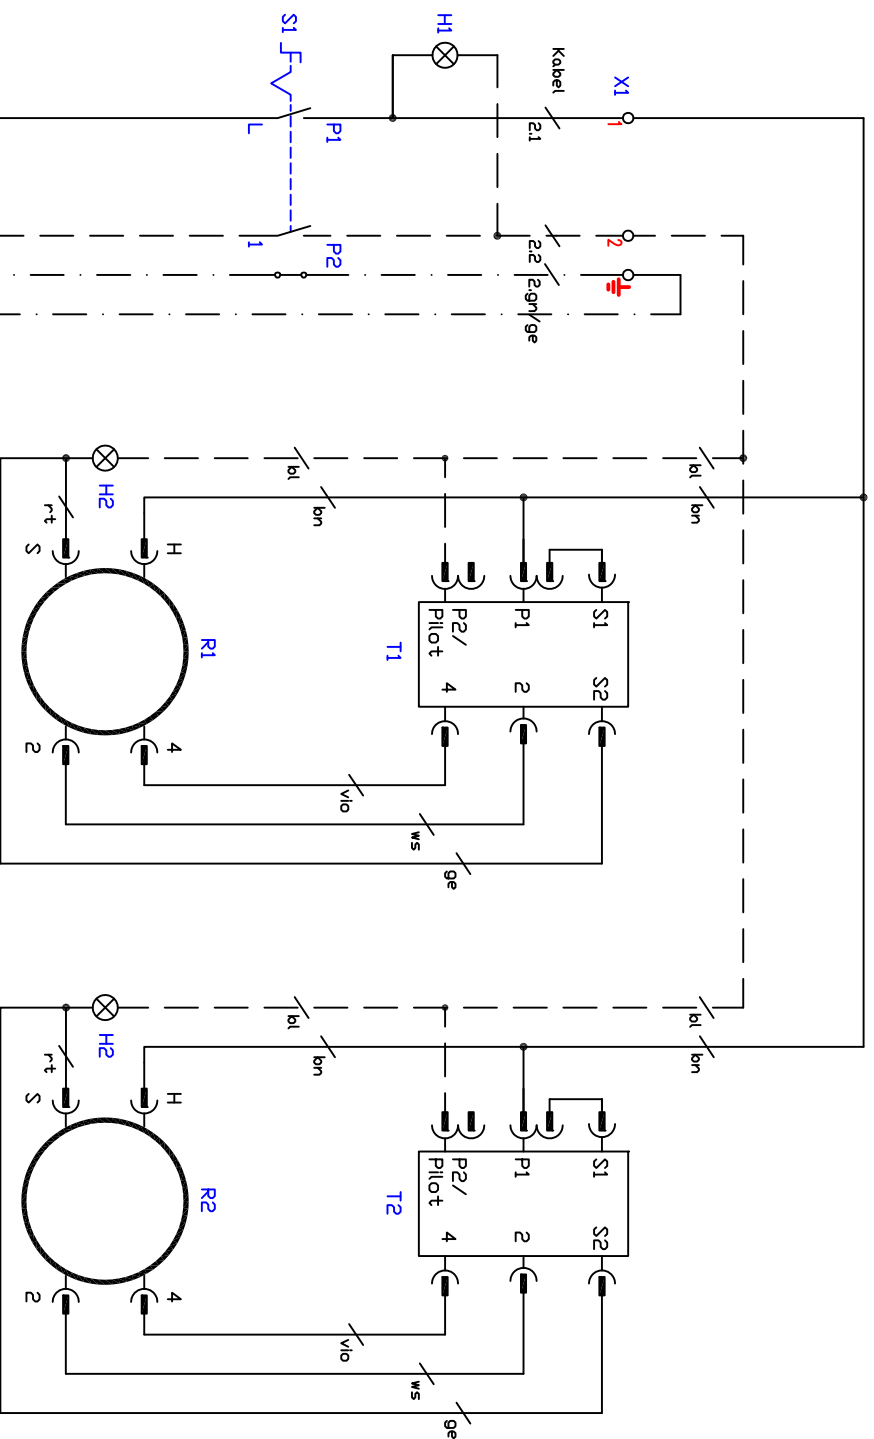 S1
H1
Kabel
X1
L
P1
2.1
1
1
P2
2.2
2
2.gn/ge
bl
bl
H2
rt
bn
bn
S
H
P2/
Pilot
P1
S1
R1
T1
4
2
S2
2
4
vio
ws
ge
bl
bl
H2
rt
bn
bn
S
H
P2/
Pilot
P1
S1
R2
T2
4
2
S2
2
4
vio
ws
ge